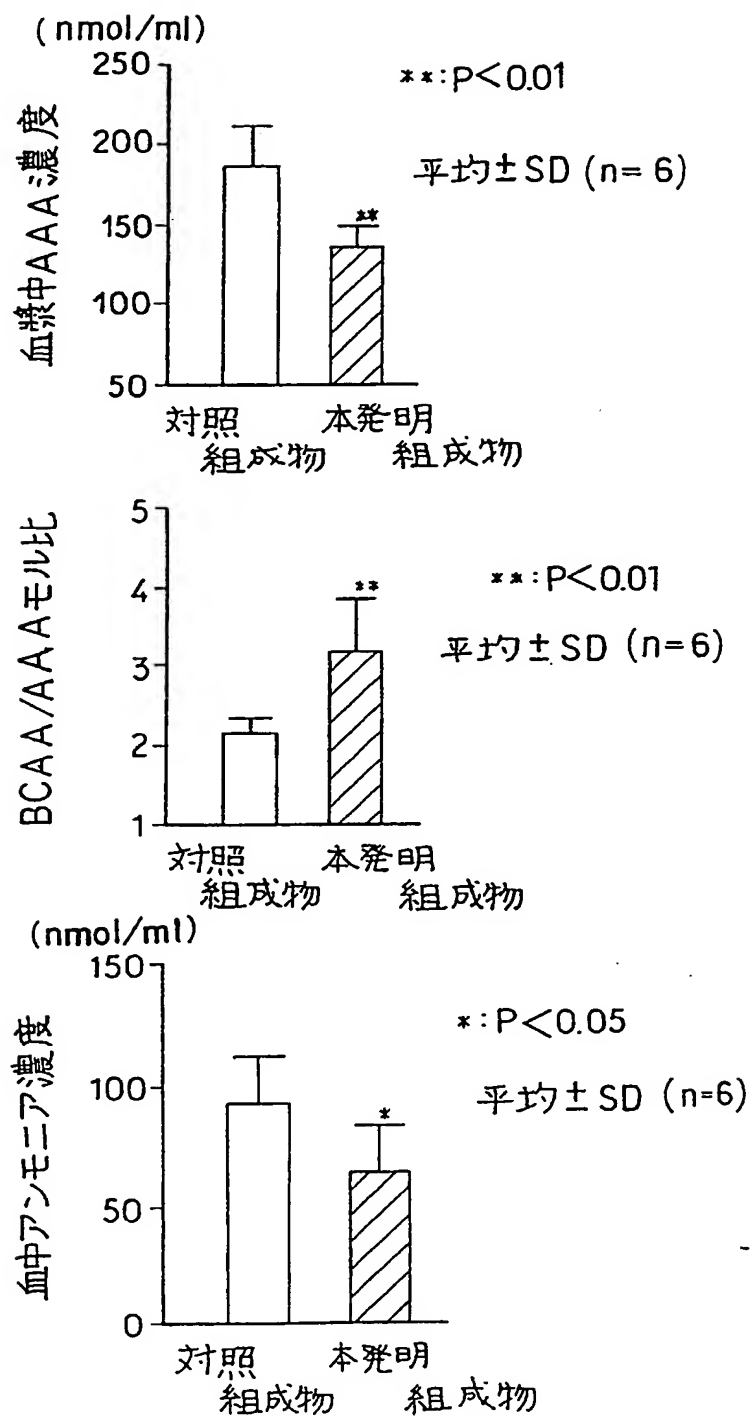 (nmol/ml)
血漿中AAA濃度
250
200
150
100
50
**
**:P<0.01
平均±SD (n=6)
対照
組成物
本発明
組成物
BCAA/AAAモル比
5
4
3
2
1
**
**:P<0.01
平均±SD (n=6)
対照
組成物
本発明
組成物
(nmol/ml)
血中アンモニア濃度
150
100
50
0
*
*:P<0.05
平均±SD (n=6)
対照
組成物
本発明
組成物